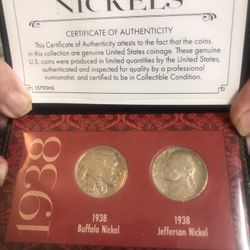 NICKELS
CERTIFICATE OF AUTHENTICITY
This Certificate of Authenticity attests to the fact that the coins
in this collection are genuine United States coinage. These genuine
U.S. coins were produced in limited quantities by the United States,
authenticated and inspected for quality by a professional
numismatist, and certified to be in Collectible Condition.
15793HS
1938
1938
Buffalo Nickel
1938
Jefferson Nickel